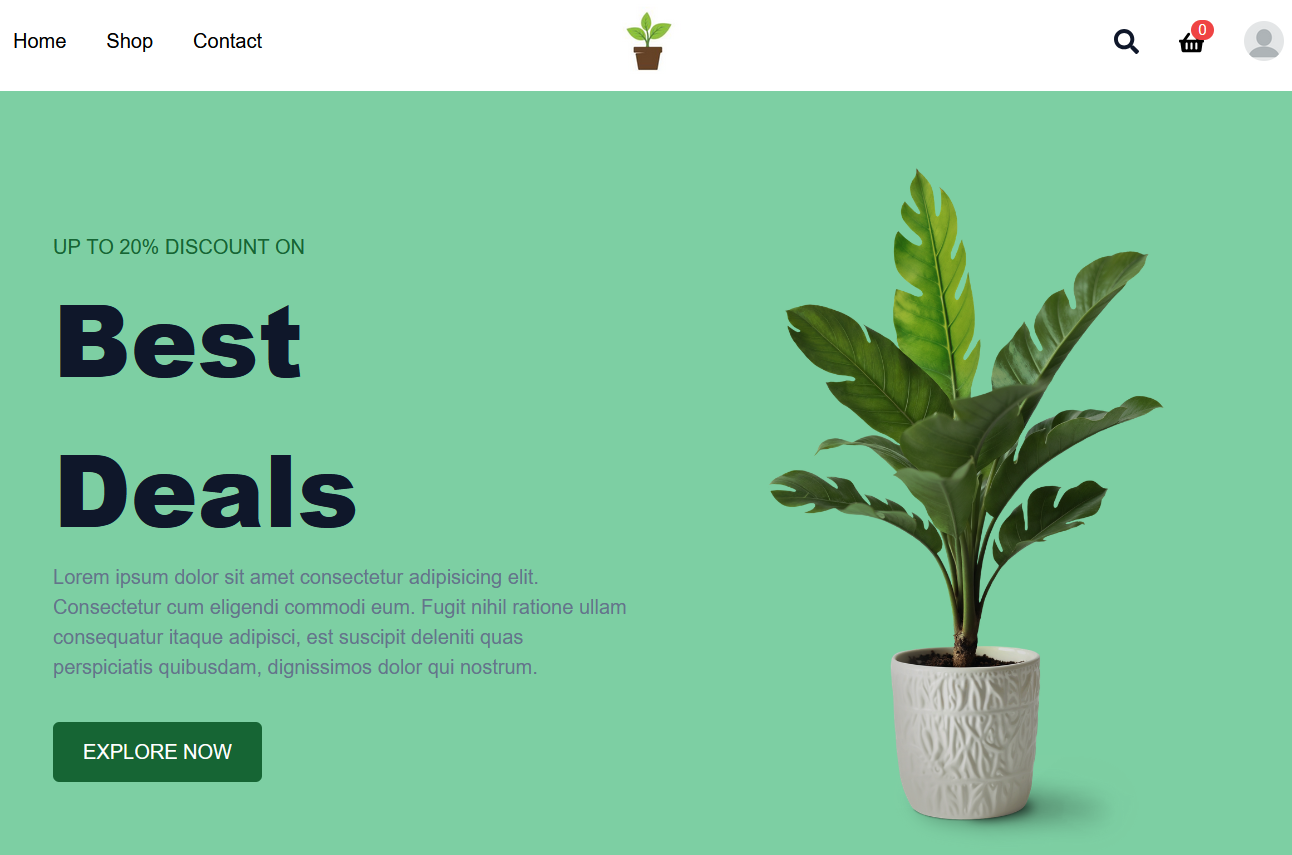 Home Shop Contact
0
UP TO 20% DISCOUNT ON
Best
Deals
Lorem ipsum dolor sit amet consectetur adipisicing elit.
Consectetur cum eligendi commodi eum. Fugit nihil ratione ullam
consequatur itaque adipisci, est suscipit deleniti quas
perspiciatis quibusdam, dignissimos dolor qui nostrum.
EXPLORE NOW